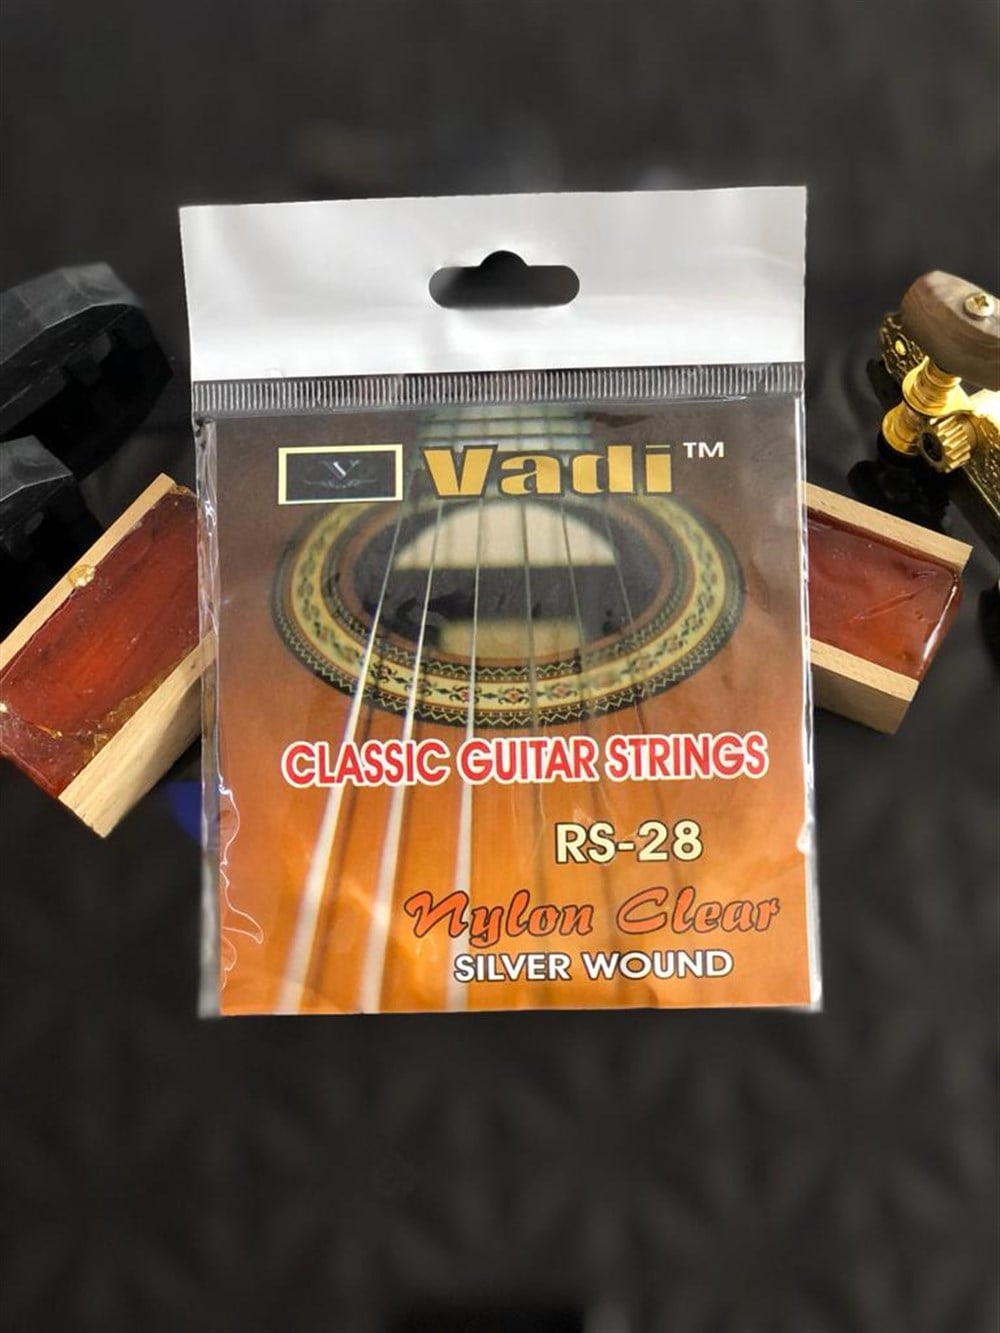 Vadi™
CLASSIC GUITAR STRINGS
RS-28
Nylon Clear
SILVER WOUND